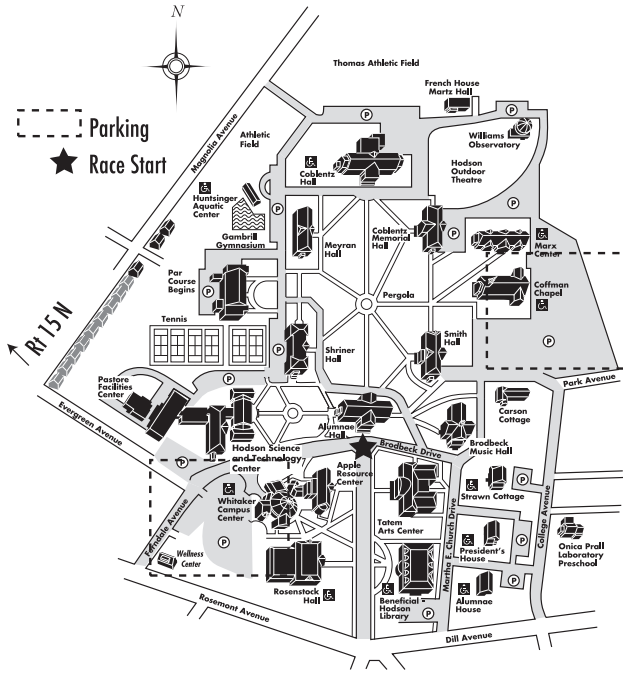 N
Thomas Athletic Field
French House
Martz Hall
P
P
Parking
Race Start
Magnolia Avenue
Athletic
Field
Williams
Observatory
Coblentz
Hall
Hodson
Outdoor
Theatre
Huntsinger
Aquatic
Center
P
P
Gambrill
Gymnasium
Meyran
Hall
Coblentz
Memorial
Hall
P
Marx
Center
Par
Course
Begins
P
Pergola
Coffman
Chapel
Rt 15 N
Tennis
P
Shriner
Hall
Smith
Hall
P
Pastore
Facilities
Center
P
Park Avenue
Carson
Cottage
Evergreen Avenue
Alumnae
Hall
Brodbeck Drive
Brodbeck
Music Hall
Hodson Science
and Technology
Center
P
Apple
Resource
Center
Whitaker
Campus
Center
Strawn Cottage
P
Tatem
Arts Center
Martha E. Church Drive
College Avenue
Ferndale Avenue
P
Wellness
Center
President's
House
P
Onica Prall
Laboratory
Preschool
Rosenstock
Hall
Beneficial -
Hodson
Library
P
Alumnae
House
P
Rosemont Avenue
Dill Avenue